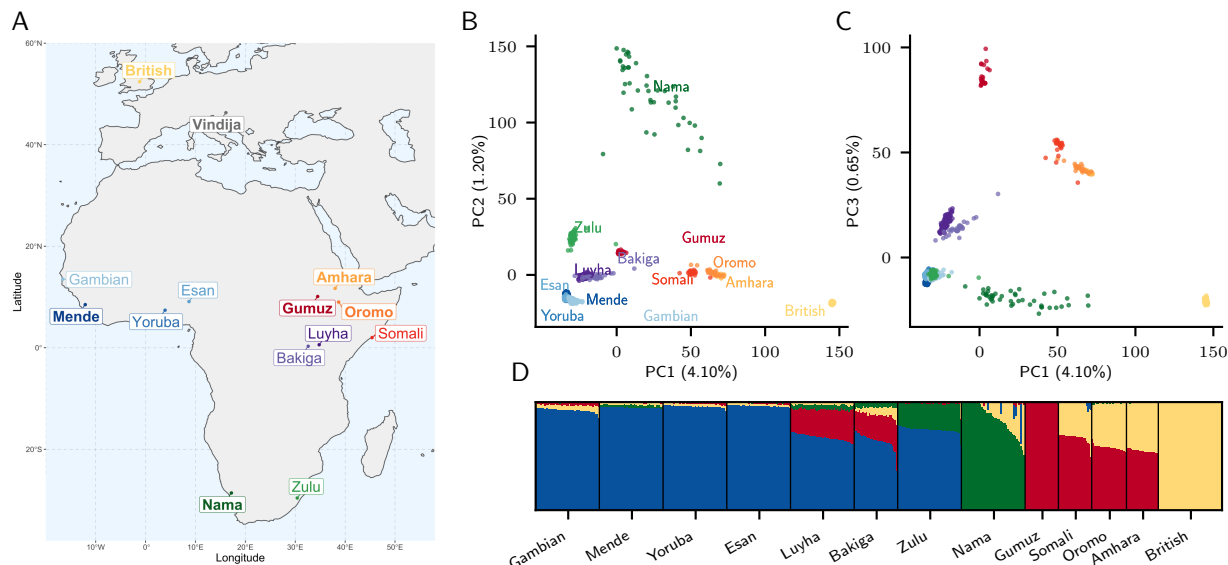 A
60°N
40°N
20°N
0°
20°S
10°W
0°
10°E
20°E
30°E
40°E
50°E
Latitude
Longitude
British
Vindija
Gambian
Mende
Esan
Yoruba
Amhara
Gumuz
Oromo
Luyha
Somali
Bakiga
Nama
Zulu
B
PC2 (1.20%)
150
100
50
0
0
50
100
150
PC1 (4.10%)
Nama
Zulu
Gumuz
Bakiga
Luyha
Oromo
Somali
Amhara
Esan
Mende
Yoruba
Gambian
British
C
PC3 (0.65%)
100
50
0
0
50
100
150
PC1 (4.10%)
D
Gambian
Mende
Yoruba
Esan
Luyha
Bakiga
Zulu
Nama
Gumuz
Somali
Oromo
Amhara
British